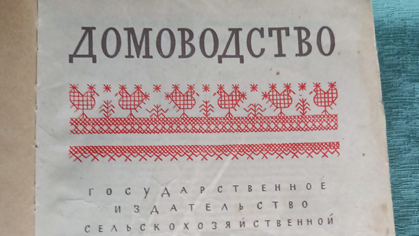 ДОМОВОДСТВО
ГОСУДАРСТВЕННОЕ
ИЗДАТЕЛЬСТВО
СЕЛЬСКОХОЗЯЙСТВЕННОЙ